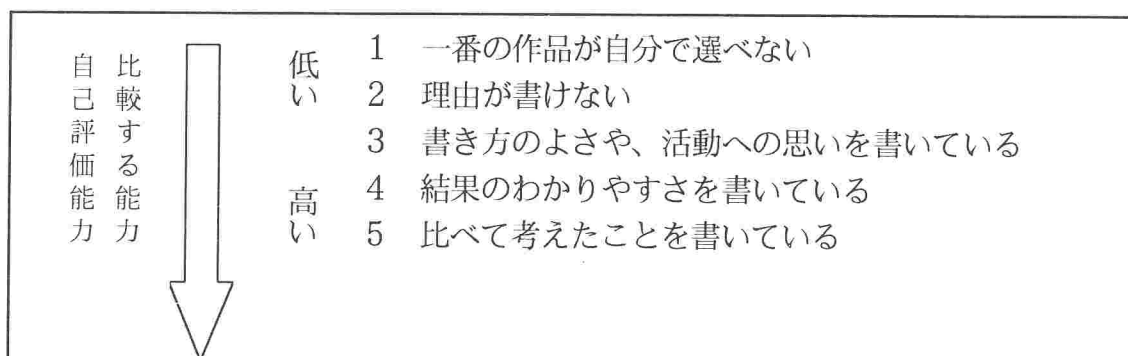 比較する能力
自己評価能力
低い
高い
1 一番の作品が自分で選べない
2 理由が書けない
3 書き方のよさや、活動への思いを書いている
4 結果のわかりやすさを書いている
5 比べて考えたことを書いている